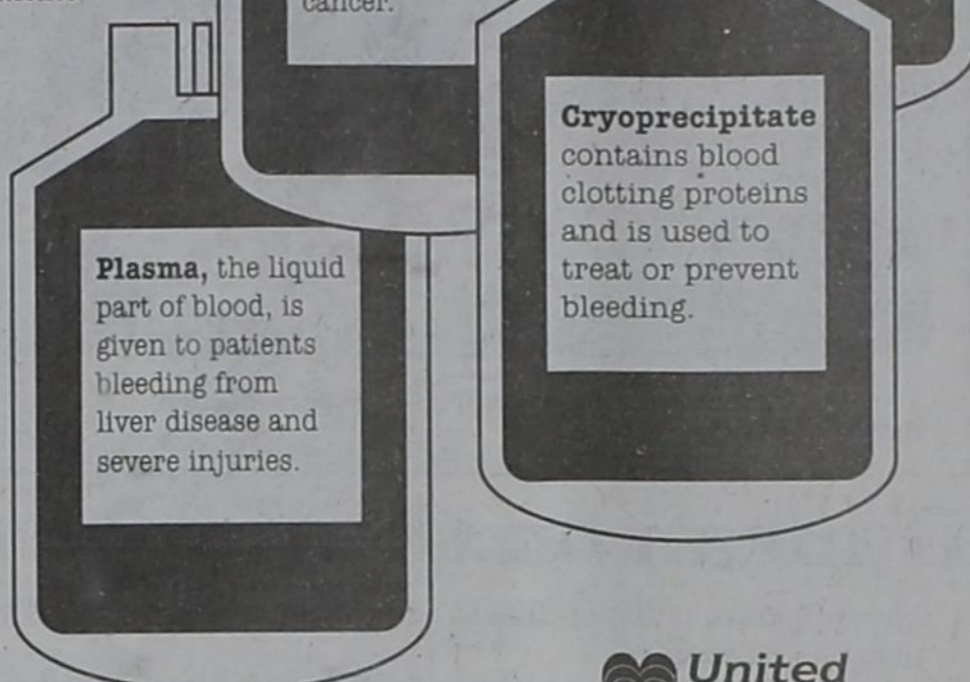 cancer.
Cryoprecipitate
contains blood
clotting proteins
and is used to
treat or prevent
bleeding.
Plasma, the liquid
part of blood, is
given to patients
bleeding from
liver disease and
severe injuries.
United